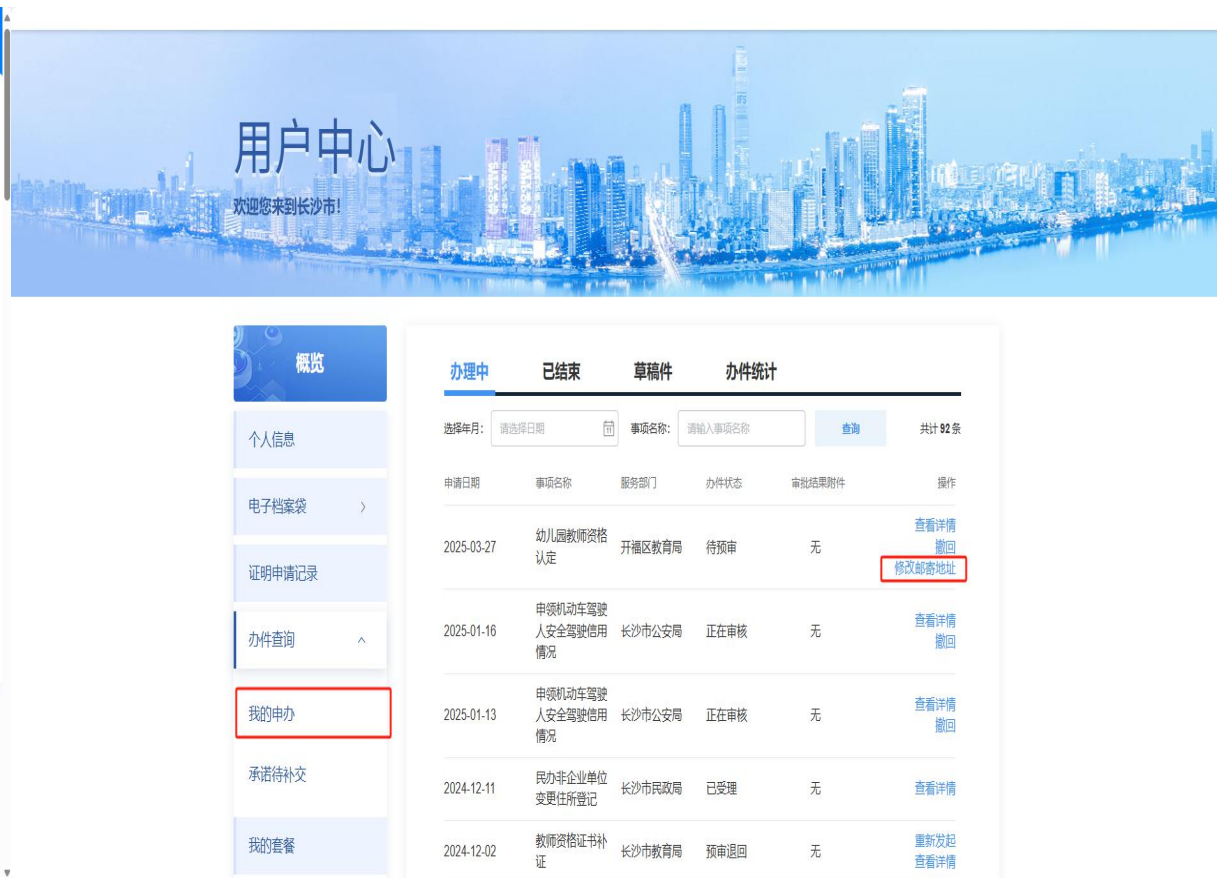 IFS
用户中心
欢迎您来到长沙市！
概览
个人信息
电子档案袋
证明申请记录
办件查询
我的申办
承诺待补交
我的套餐
办理中 已结束 草稿件 办件统计
选择年月： 请选择日期 事项名称： 请输入事项名称 查询 共计 92 条
申请日期 事项名称 服务部门 办件状态 审批结果附件 操作
2025-03-27 幼儿园教师资格 开福区教育局 待预审 无 查看详情
认定 撤回
修改邮寄地址
2025-01-16 申领机动车驾驶 长沙市公安局 正在审核 无 查看详情
人安全驾驶信用 撤回
情况
2025-01-13 申领机动车驾驶 长沙市公安局 正在审核 无 查看详情
人安全驾驶信用 撤回
情况
2024-12-11 民办非企业单位 长沙市民政局 已受理 无 查看详情
变更住所登记
2024-12-02 教师资格证书补 长沙市教育局 预审退回 无 重新发起
证 查看详情